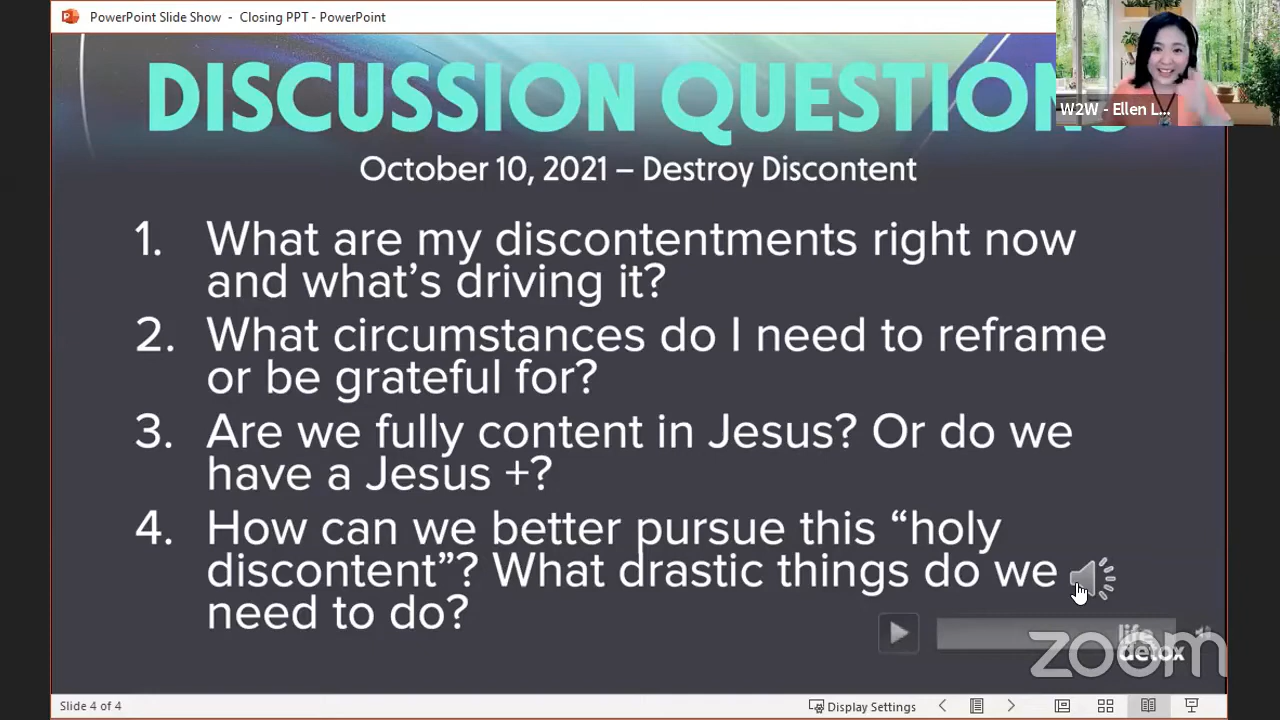 PowerPoint Slide Show - Closing PPT - PowerPoint
DISCUSSION QUESTIONS
W2W - Ellen L...
October 10, 2021 – Destroy Discontent
1. What are my discontentments right now
and what's driving it?
2. What circumstances do I need to reframe
or be grateful for?
3. Are we fully content in Jesus? Or do we
have a Jesus +?
4. How can we better pursue this “holy
discontent”? What drastic things do we
need to do?
life
detox
zoom
Slide 4 of 4
Display Settings